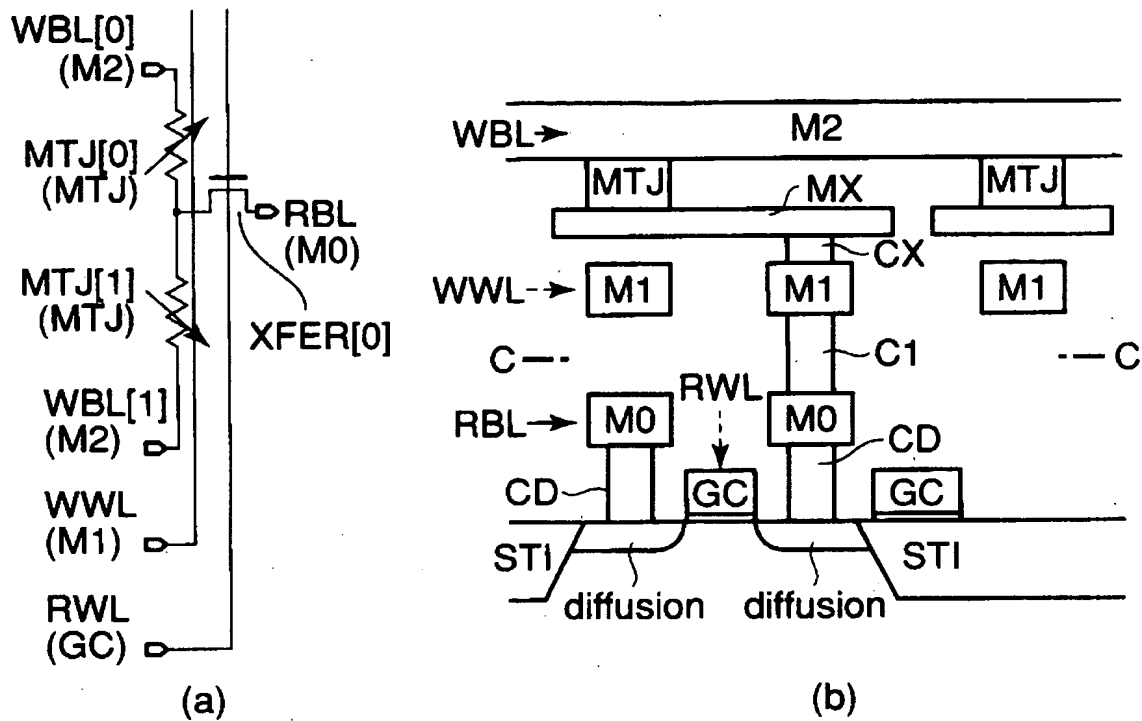 WBL[0]
(M2)
MTJ[0]
(MTJ)
RBL
(M0)
MTJ[1]
(MTJ)
XFER[0]
WBL[1]
(M2)
WWL
(M1)
RWL
(GC)
(a)
WBL
M2
MTJ
MTJ
MX
CX
WWL
M1
M1
M1
C
C1
C
RWL
RBL
M0
M0
CD
CD
GC
GC
STI
STI
diffusion
diffusion
(b)